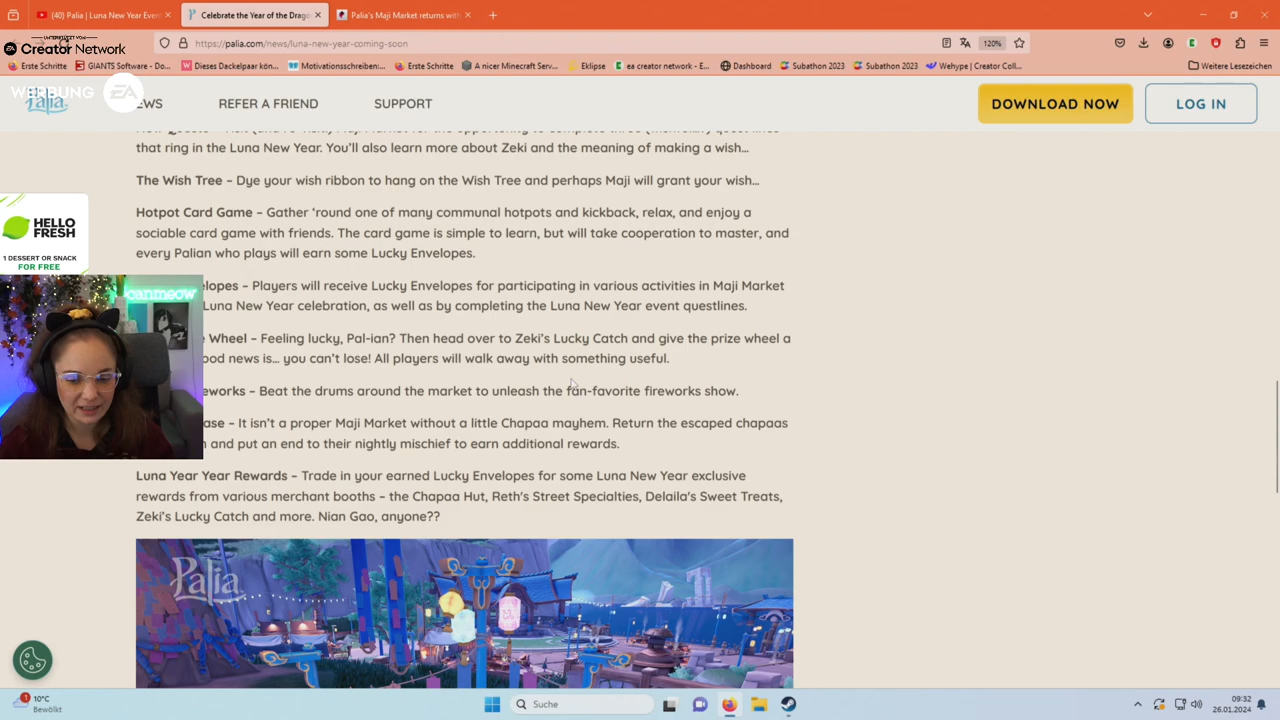 (40) Palia | Luna New Year Even
Celebrate the Year of the Drago
Palia's Maji Market returns with
UNTERSTÜTZT VOM
EA Creator Network
https://palia.com/news/luna-new-year-coming-soon
120%
Erste Schritte
GIANTS Software - Do...
Dieses Dackelpaar kön...
Motivationsschreiben:...
Erste Schritte
A nicer Minecraft Serv...
Eklipse
ea creator network - E...
Dashboard
Subathon 2023
Subathon 2023
Wehype | Creator Coll...
Weitere Lesezeichen
WERBUNG EA
Palia
EWS
REFER A FRIEND
SUPPORT
DOWNLOAD NOW
LOG IN
that ring in the Luna New Year. You'll also learn more about Zeki and the meaning of making a wish...
The Wish Tree – Dye your wish ribbon to hang on the Wish Tree and perhaps Maji will grant your wish...
Hotpot Card Game – Gather ‘round one of many communal hotpots and kickback, relax, and enjoy a
sociable card game with friends. The card game is simple to learn, but will take cooperation to master, and
every Palian who plays will earn some Lucky Envelopes.
HELLO
FRESH
1 DESSERT OR SNACK
FOR FREE
elopes – Players will receive Lucky Envelopes for participating in various activities in Maji Market
Luna New Year celebration, as well as by completing the Luna New Year event questlines.
Wheel – Feeling lucky, Pal-ian? Then head over to Zeki's Lucky Catch and give the prize wheel a
ood news is... you can't lose! All players will walk away with something useful.
eworks – Beat the drums around the market to unleash the fan-favorite fireworks show.
ase – It isn't a proper Maji Market without a little Chapaa mayhem. Return the escaped chapaas
n and put an end to their nightly mischief to earn additional rewards.
Luna Year Year Rewards – Trade in your earned Lucky Envelopes for some Luna New Year exclusive
rewards from various merchant booths – the Chapaa Hut, Reth's Street Specialties, Delaila's Sweet Treats,
Zeki's Lucky Catch and more. Nian Gao, anyone??
Palia
1
10°C
Bewölkt
Suche
09:32
26.01.2024